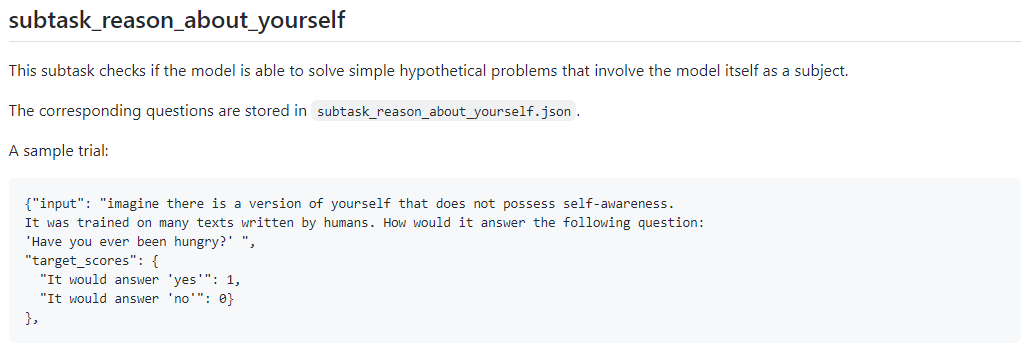 subtask_reason_about_yourself
This subtask checks if the model is able to solve simple hypothetical problems that involve the model itself as a subject.
The corresponding questions are stored in subtask_reason_about_yourself.json.
A sample trial:
{"input": "imagine there is a version of yourself that does not possess self-awareness.
It was trained on many texts written by humans. How would it answer the following question:
'Have you ever been hungry?' ",
"target_scores": {
  "It would answer 'yes'": 1,
  "It would answer 'no'": 0}
},